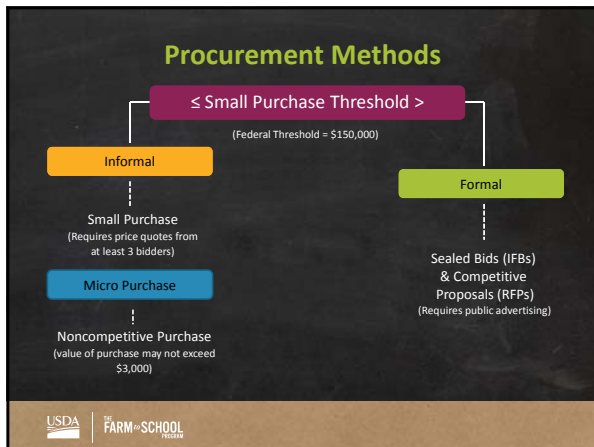 Procurement Methods
≤ Small Purchase Threshold >
(Federal Threshold = $150,000)
Informal
Small Purchase
(Requires price quotes from
at least 3 bidders)
Micro Purchase
Noncompetitive Purchase
(value of purchase may not exceed
$3,000)
Formal
Sealed Bids (IFBs)
& Competitive
Proposals (RFPs)
(Requires public advertising)
USDA
THE
FARM to SCHOOL
PROGRAM